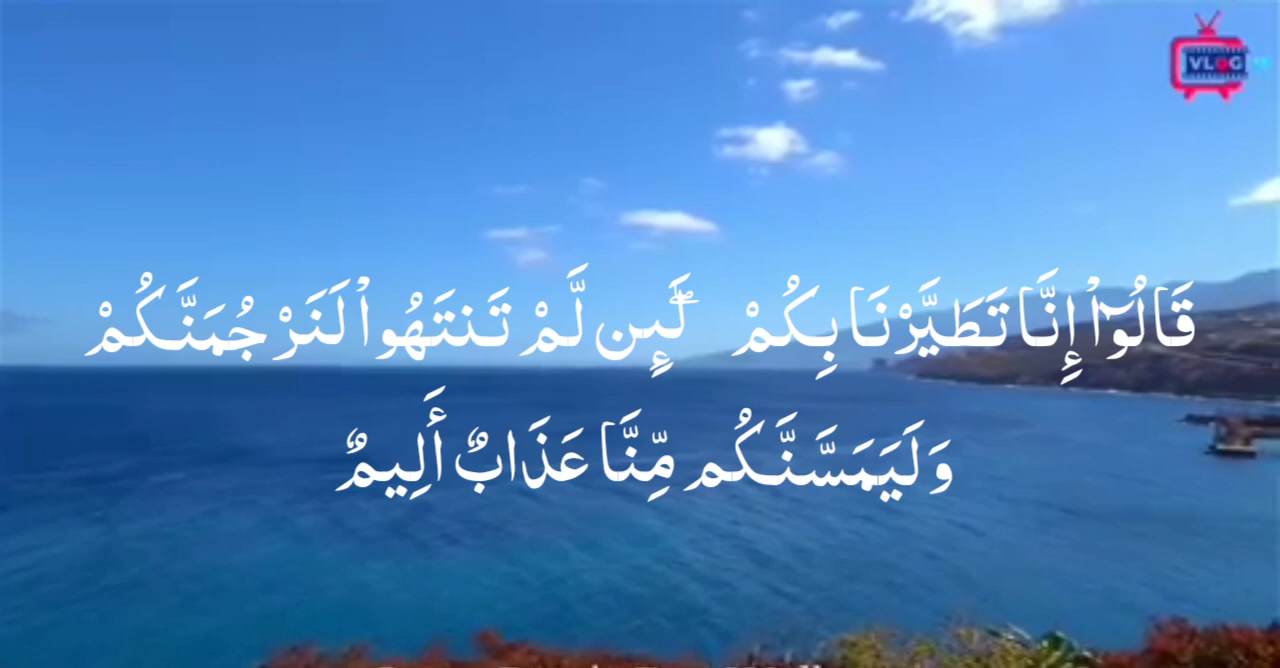 VLOG
قَالُوٓا۟ إِنَّا تَطَيَّرْنَا بِكُمْ ۖ لَئِن لَّمْ تَنتَهُوا۟ لَنَرْجُمَنَّكُمْ
وَلَيَمَسَّنَّكُم مِّنَّا عَذَابٌ أَلِيمٌ